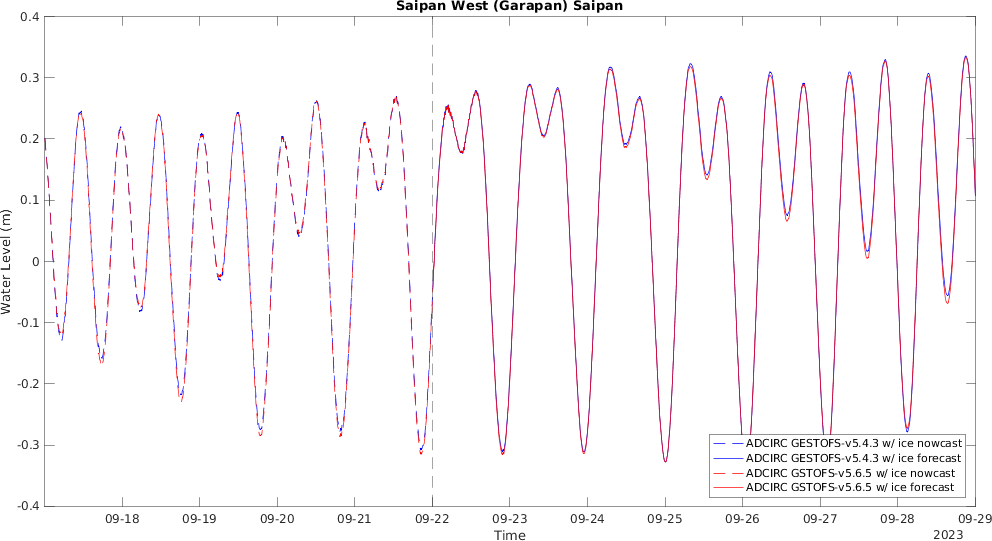 Saipan West (Garapan) Saipan
0.4
0.3
0.2
0.1
0
-0.1
-0.2
-0.3
-0.4
Water Level (m)
ADCIRC GESTOFS-v5.4.3 w/ ice nowcast
ADCIRC GESTOFS-v5.4.3 w/ ice forecast
ADCIRC GSTOFS-v5.6.5 w/ ice nowcast
ADCIRC GSTOFS-v5.6.5 w/ ice forecast
09-18 09-19 09-20 09-21 09-22 09-23 09-24 09-25 09-26 09-27 09-28 09-29
Time
2023